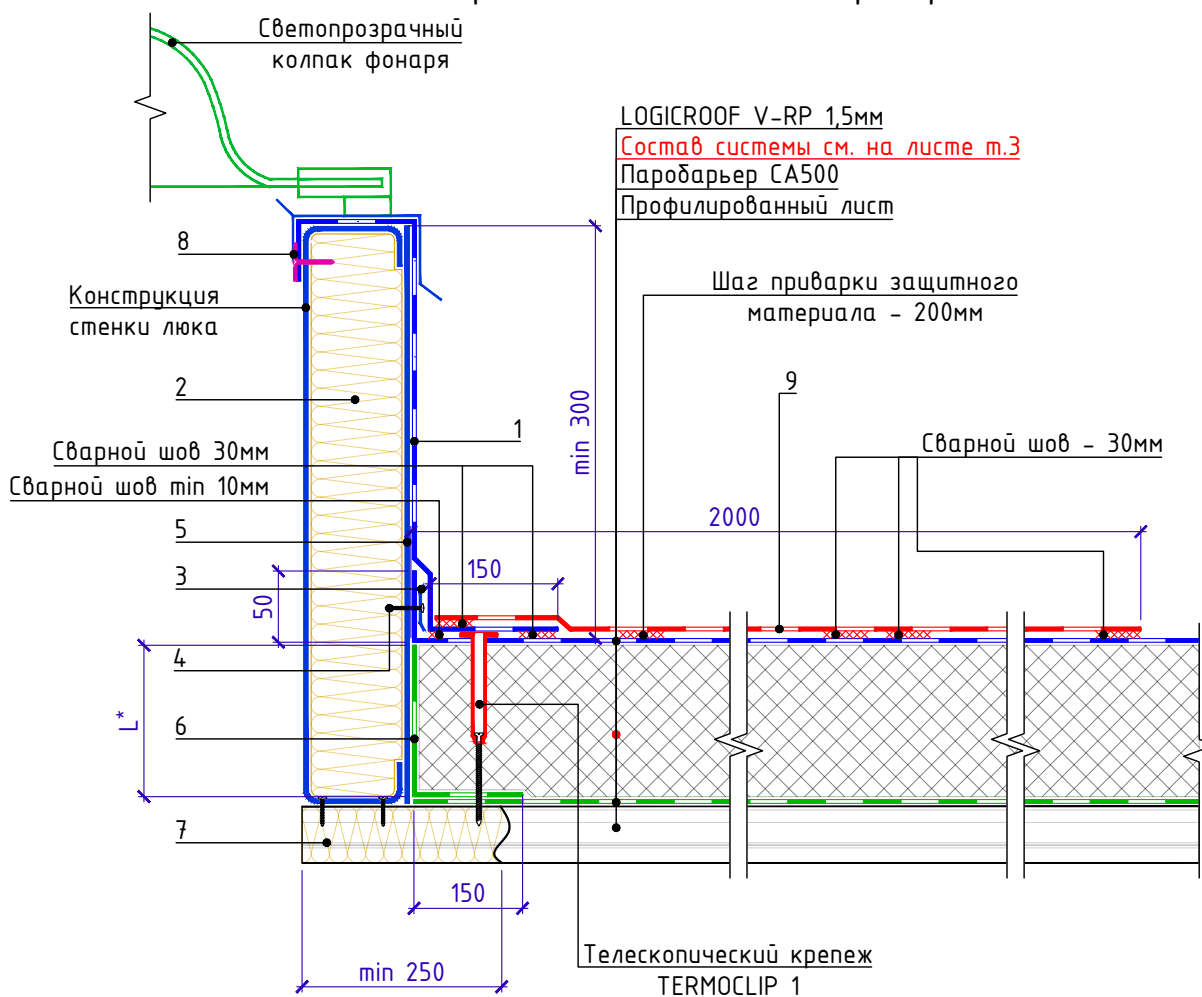 Светопрозрачный
колпак фонаря
LOGICROOF V-RP 1,5мм
Состав системы см. на листе т.3
Паробарьер СА500
Профилированный лист
8
Конструкция
стенки люка
Шаг приварки защитного
материала - 200мм
2
9
min 300
1
Сварной шов 30мм
Сварной шов - 30мм
Сварной шов min 10мм
2000
5
3
150
50
4
L*
6
7
150
min 250
Телескопический крепеж
TERMOCLIP 1